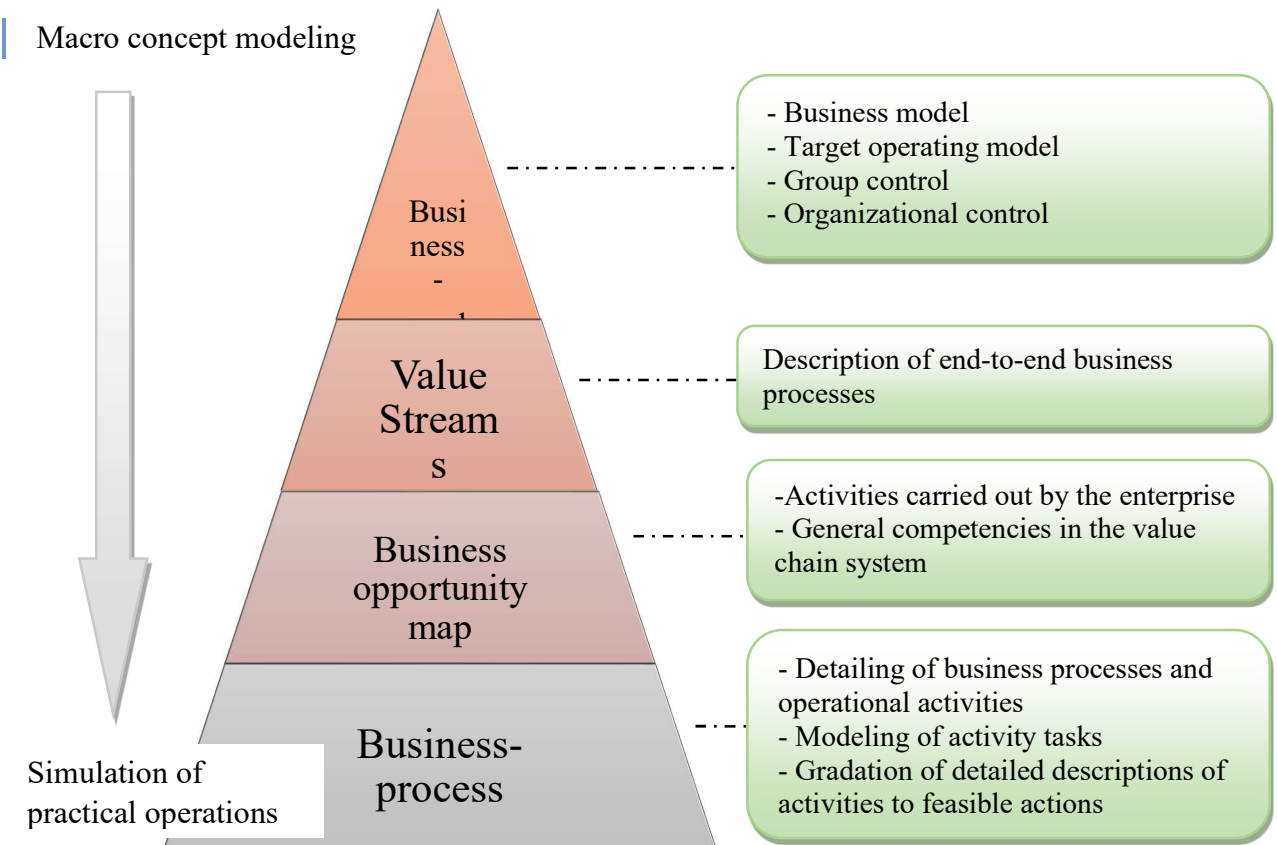 Macro concept modeling
Busi
ness
-
- Business model
- Target operating model
- Group control
- Organizational control
Value
Stream
s
Description of end-to-end business
processes
Business
opportunity
map
-Activities carried out by the enterprise
- General competencies in the value
chain system
Business-
process
- Detailing of business processes and
operational activities
- Modeling of activity tasks
- Gradation of detailed descriptions of
activities to feasible actions
Simulation of
practical operations